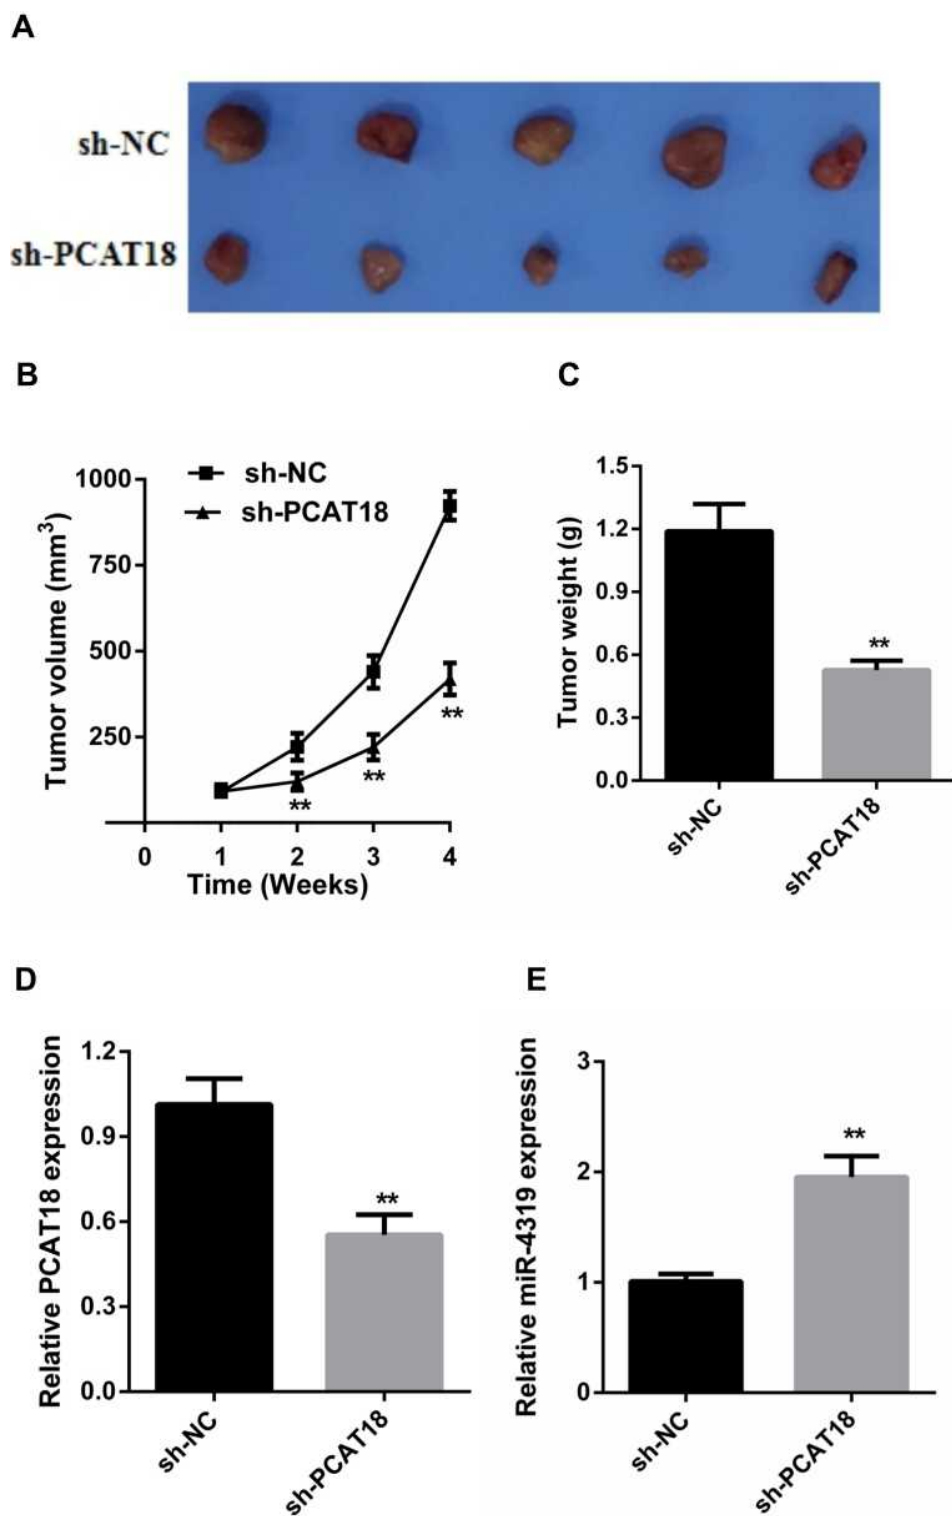 A
sh-NC
sh-PCAT18
B
C
sh-NC
sh-PCAT18
Tumor volume (mm³)
1000
750
500
250
**
**
**
0 1 2 3 4
Time (Weeks)
Tumor weight (g)
1.5
1.2
0.9
0.6
0.3
0.0
**
sh-NC
sh-PCAT18
D
E
Relative PCAT18 expression
1.2
0.9
0.6
0.3
0.0
**
sh-NC
sh-PCAT18
Relative miR-4319 expression
3
2
1
0
**
sh-NC
sh-PCAT18